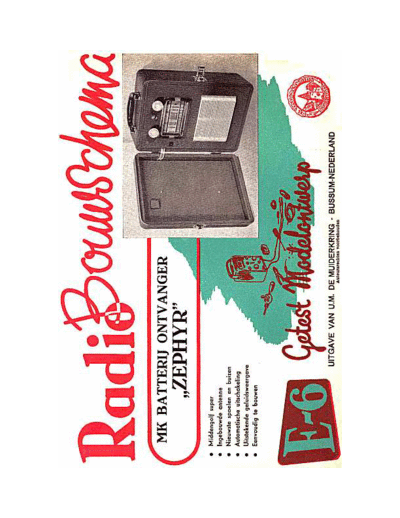 Radio
Bouwschema
MK BATTERIJ ONTVANGER
„ZEPHYR”
• Middengolf super
• Ingebouwde antenne
• Nieuwste spoelen en buizen
• Automatische uitschakeling
• Uitstekende geluidsweergave
• Eenvoudig te bouwen
Getest Modelontwerp
UITGAVE VAN U.M. DE MUIDERKRING - BUSSUM-NEDERLAND
E-6